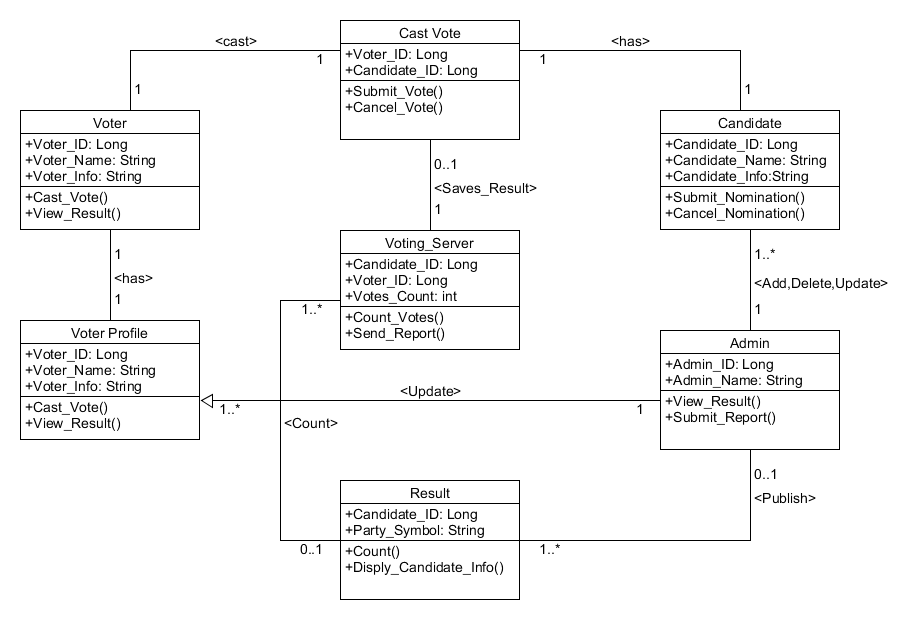 Cast Vote
+Voter_ID: Long
+Candidate_ID: Long
+Submit_Vote()
+Cancel_Vote()
<cast>
1
1
<has>
1
1
Voter
+Voter_ID: Long
+Voter_Name: String
+Voter_Info: String
+Cast_Vote()
+View_Result()
Candidate
+Candidate_ID: Long
+Candidate_Name: String
+Candidate_Info:String
+Submit_Nomination()
+Cancel_Nomination()
0..1
<Saves_Result>
1
Voting_Server
+Candidate_ID: Long
+Voter_ID: Long
+Votes_Count: int
+Count_Votes()
+Send_Report()
1
<has>
1
1..*
<Add,Delete,Update>
1
1..*
Voter Profile
+Voter_ID: Long
+Voter_Name: String
+Voter_Info: String
+Cast_Vote()
+View_Result()
Admin
+Admin_ID: Long
+Admin_Name: String
+View_Result()
+Submit_Report()
<Update>
1..*
1
<Count>
0..1
<Publish>
Result
+Candidate_ID: Long
+Party_Symbol: String
+Count()
+Disply_Candidate_Info()
0..1
1..*